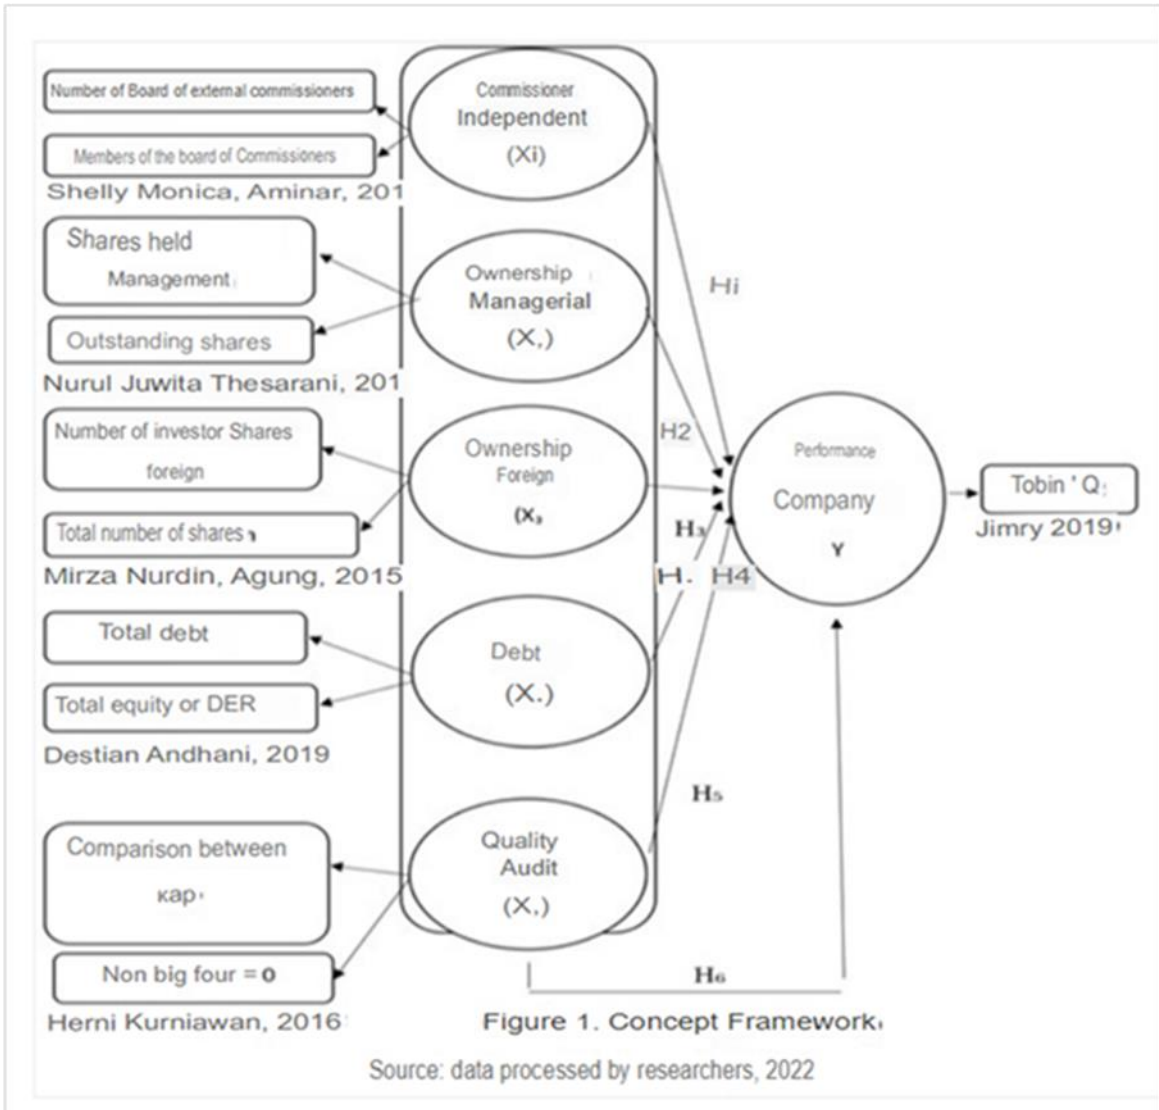 Number of Board of external commissioners
Members of the board of Commissioners
Shelly Monica, Aminar, 201
Commissioner
Independent
(Xi)
Shares held
Management
Outstanding shares
Nurul Juwita Thesarani, 201
Ownership
Managerial
(X,)
Hi
Number of investor Shares
foreign
Total number of shares
Mirza Nurdin, Agung, 2015
Ownership
Foreign
(X₃
H2
H₃
H. H4
Performance
Company
Y
Tobin ' Q
Jimry 2019
Total debt
Total equity or DER
Destian Andhani, 2019
Debt
(X.)
H₅
Comparison between
кар
Non big four = 0
Herni Kurniawan, 2016
Quality
Audit
(X,)
H₆
Figure 1. Concept Framework
Source: data processed by researchers, 2022